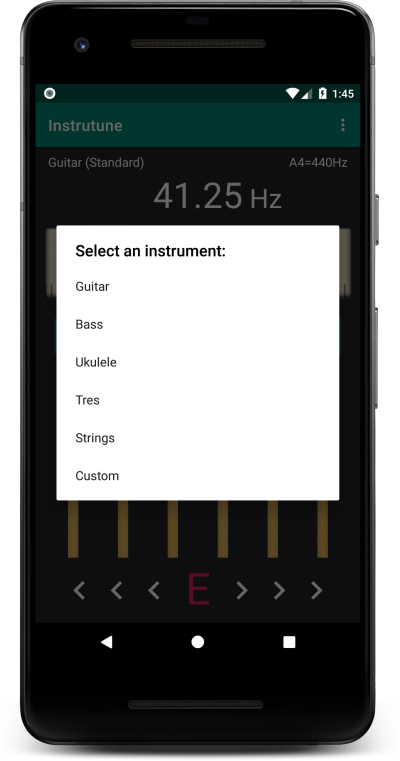 1:45
Instrutune
Guitar (Standard) A4=440Hz
41.25 Hz
Select an instrument:
Guitar
Bass
Ukulele
Tres
Strings
Custom
E